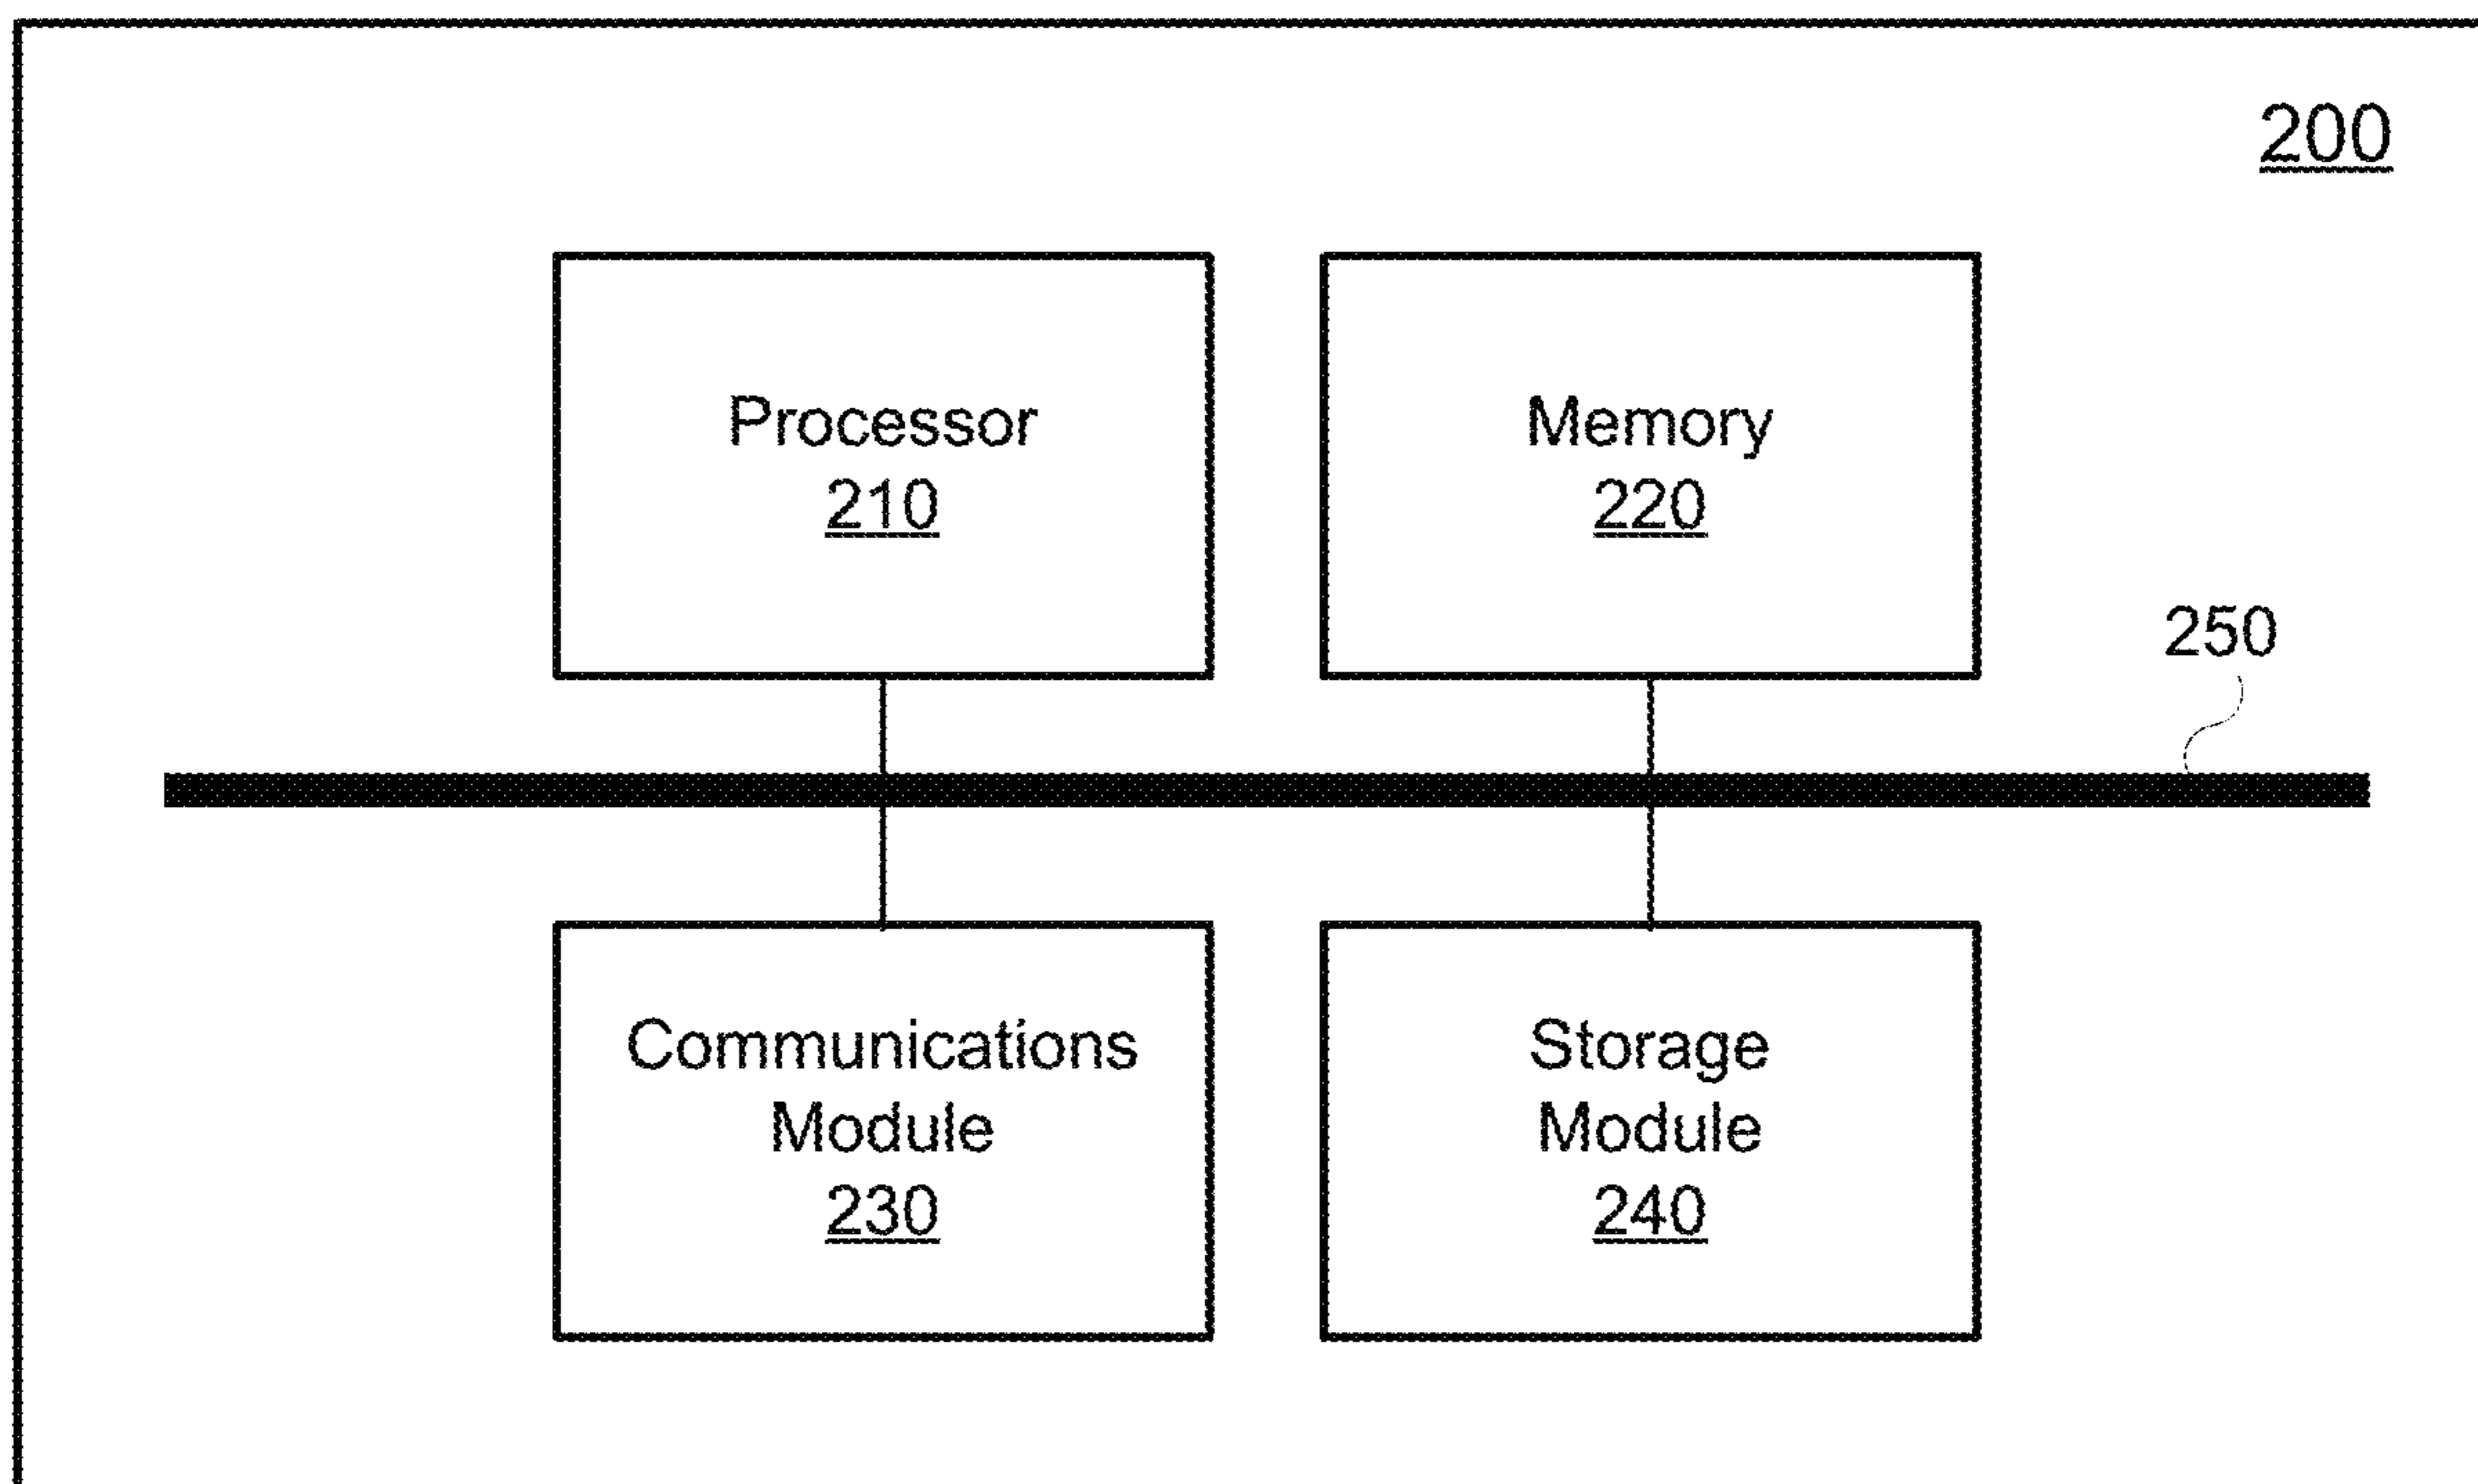 200
Processor
210
Memory
220
250
Communications
Module
230
Storage
Module
240